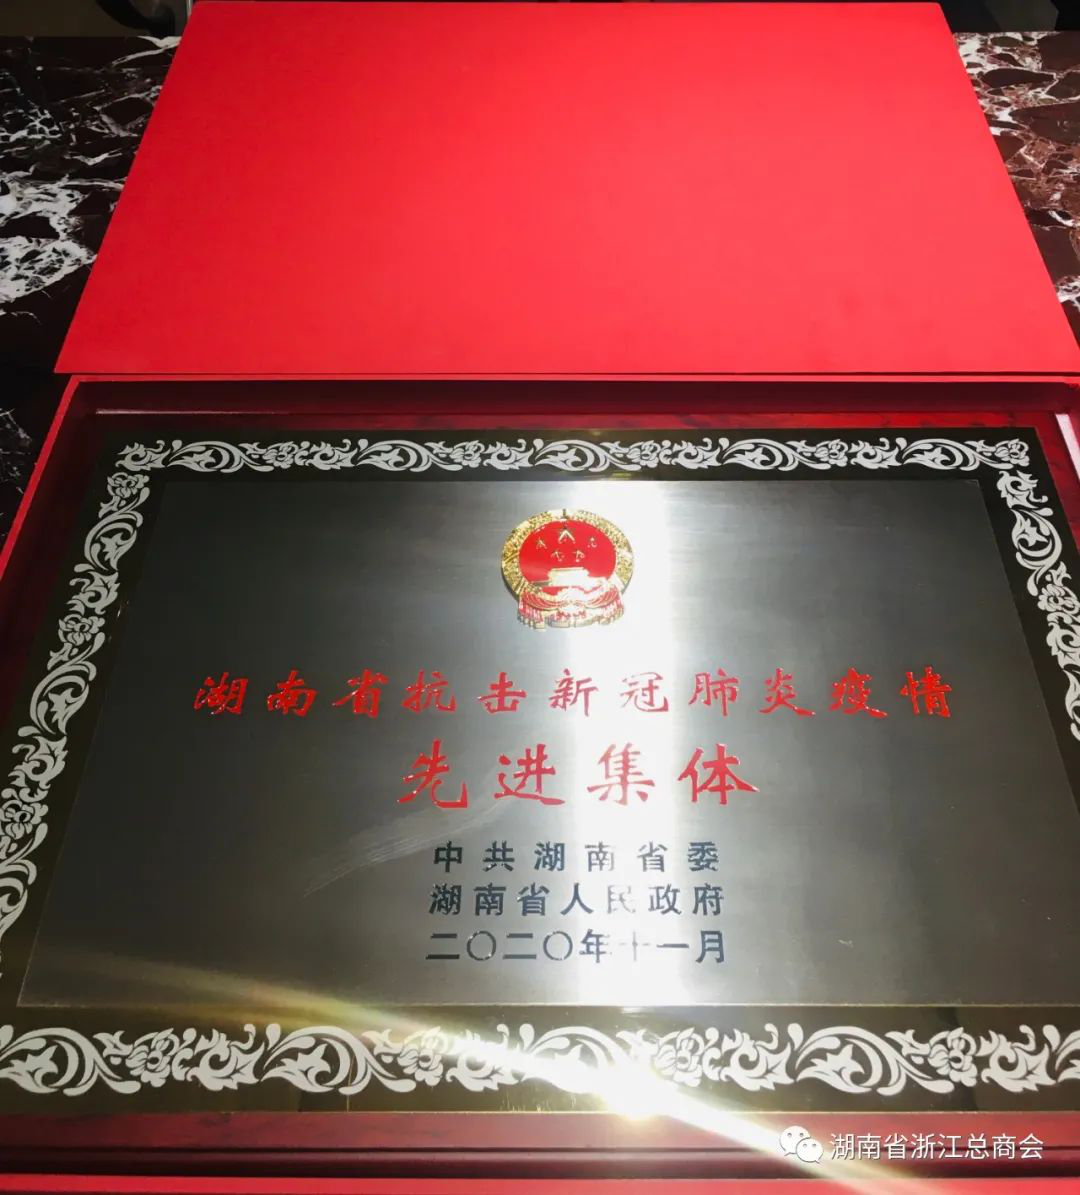 湖南省抗击新冠肺炎疫情
先进集体
中共湖南省委
湖南省人民政府
二〇二〇年十一月
湖南省浙江总商会